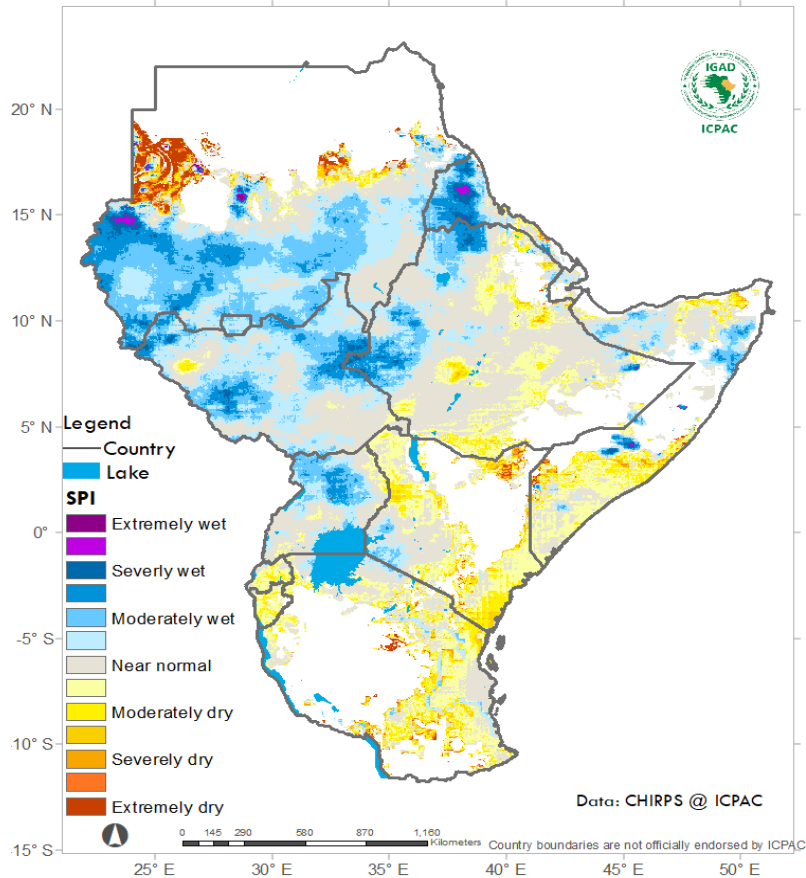 IGAD
ICPAC
20° N
15° N
10° N
5° N
0°
-5° S
-10° S
-15° S
Legend
Country
Lake
SPI
Extremely wet
Severly wet
Moderately wet
Near normal
Moderately dry
Severely dry
Extremely dry
Data: CHIRPS @ ICPAC
0 145 290 580 870 1,160
Kilometers
Country boundaries are not officially endorsed by ICPAC
25° E 30° E 35° E 40° E 45° E 50° E